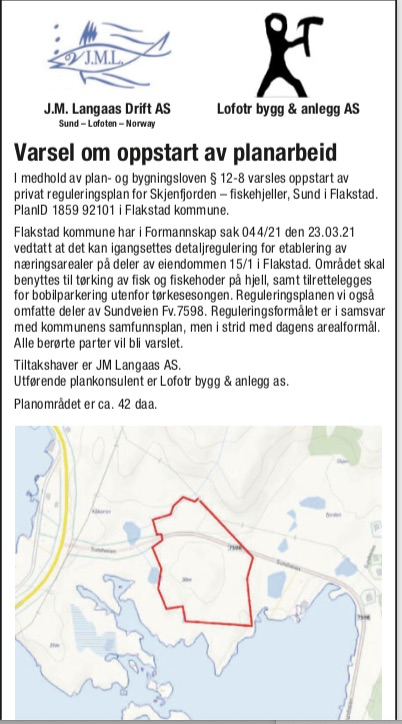 J.M.L.
J.M. Langaas Drift AS
Sund – Lofoten – Norway
Lofotr bygg & anlegg AS
Varsel om oppstart av planarbeid
I medhold av plan- og bygningsloven § 12-8 varsles oppstart av
privat reguleringsplan for Skjenfjorden – fiskehjeller, Sund i Flakstad.
PlanID 1859 92101 i Flakstad kommune.
Flakstad kommune har i Formannskap sak 044/21 den 23.03.21
vedtatt at det kan igangsettes detaljregulering for etablering av
næringsarealer på deler av eiendommen 15/1 i Flakstad. Området skal
benyttes til tørking av fisk og fiskehoder på hjell, samt tilrettelegges
for bobilparkering utenfor tørkesesongen. Reguleringsplanen vi også
omfatte deler av Sundveien Fv.7598. Reguleringsformålet er i samsvar
med kommunens samfunnsplan, men i strid med dagens arealformål.
Alle berørte parter vil bli varslet.
Tiltakshaver er JM Langaas AS.
Utførende plankonsulent er Lofotr bygg & anlegg as.
Planområdet er ca. 42 daa.
Sundveien
7598
Sundveien
7598